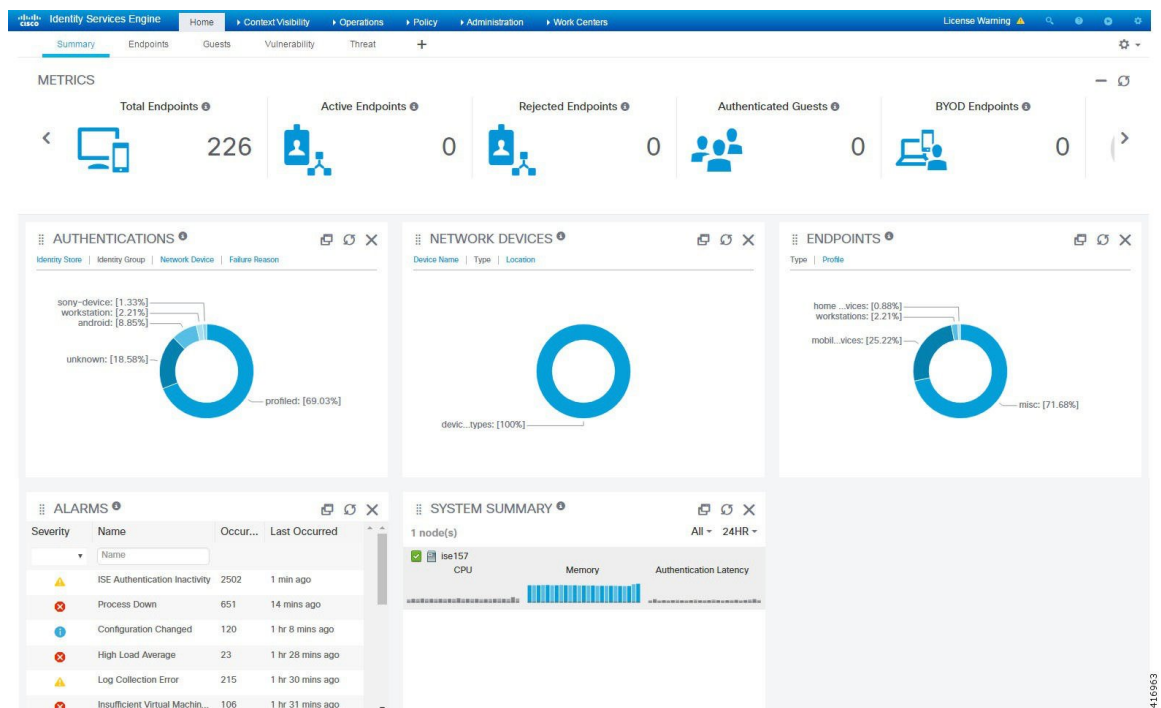 cisco Identity Services Engine Home Context Visibility Operations Policy Administration Work Centers License Warning
Summary Endpoints Guests Vulnerability Threat +
METRICS
Total Endpoints Active Endpoints Rejected Endpoints Authenticated Guests BYOD Endpoints
226 0 0 0 0
AUTHENTICATIONS
Identity Store | Identity Group | Network Device | Failure Reason
sony-device: [1.33%]
workstation: [2.21%]
android: [8.85%]
unknown: [18.58%]
profiled: [69.03%]
NETWORK DEVICES
Device Name | Type | Location
devic...types: [100%]
ENDPOINTS
Type | Profile
home ...vices: [0.88%]
workstations: [2.21%]
mobil...vices: [25.22%]
misc: [71.68%]
ALARMS
Severity Name Occur... Last Occurred
Name
ISE Authentication Inactivity 2502 1 min ago
Process Down 651 14 mins ago
Configuration Changed 120 1 hr 8 mins ago
High Load Average 23 1 hr 28 mins ago
Log Collection Error 215 1 hr 30 mins ago
Insufficient Virtual Machin... 106 1 hr 31 mins ago
SYSTEM SUMMARY
1 node(s) All 24HR
ise157
CPU Memory Authentication Latency
416963